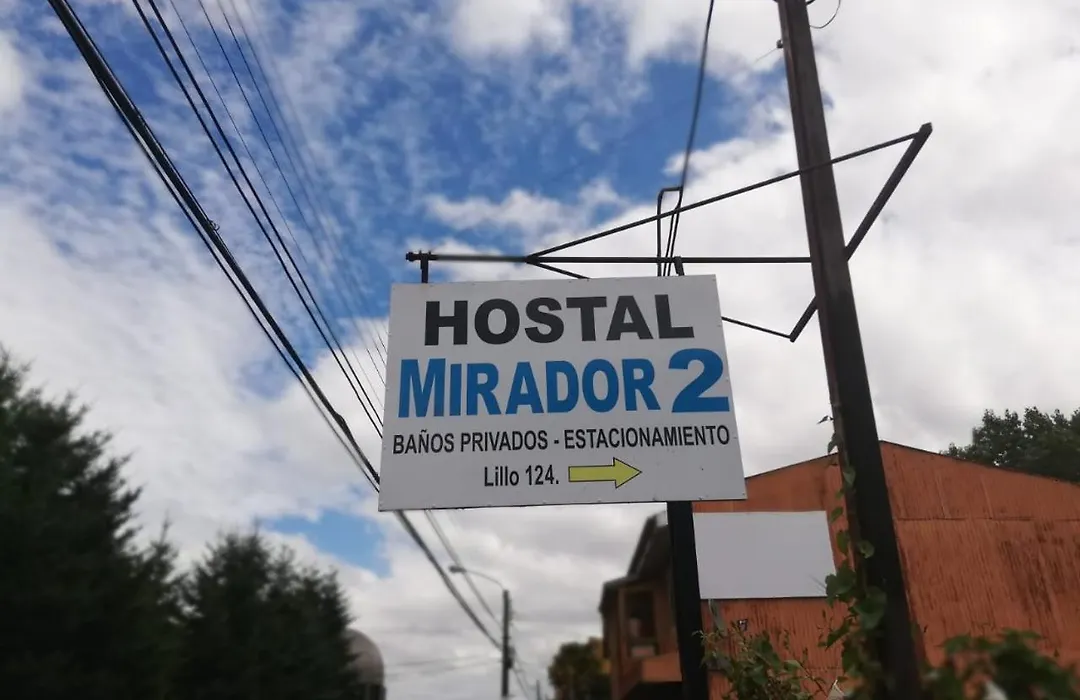 HOSTAL
MIRADOR 2
BAÑOS PRIVADOS - ESTACIONAMIENTO
Lillo 124.